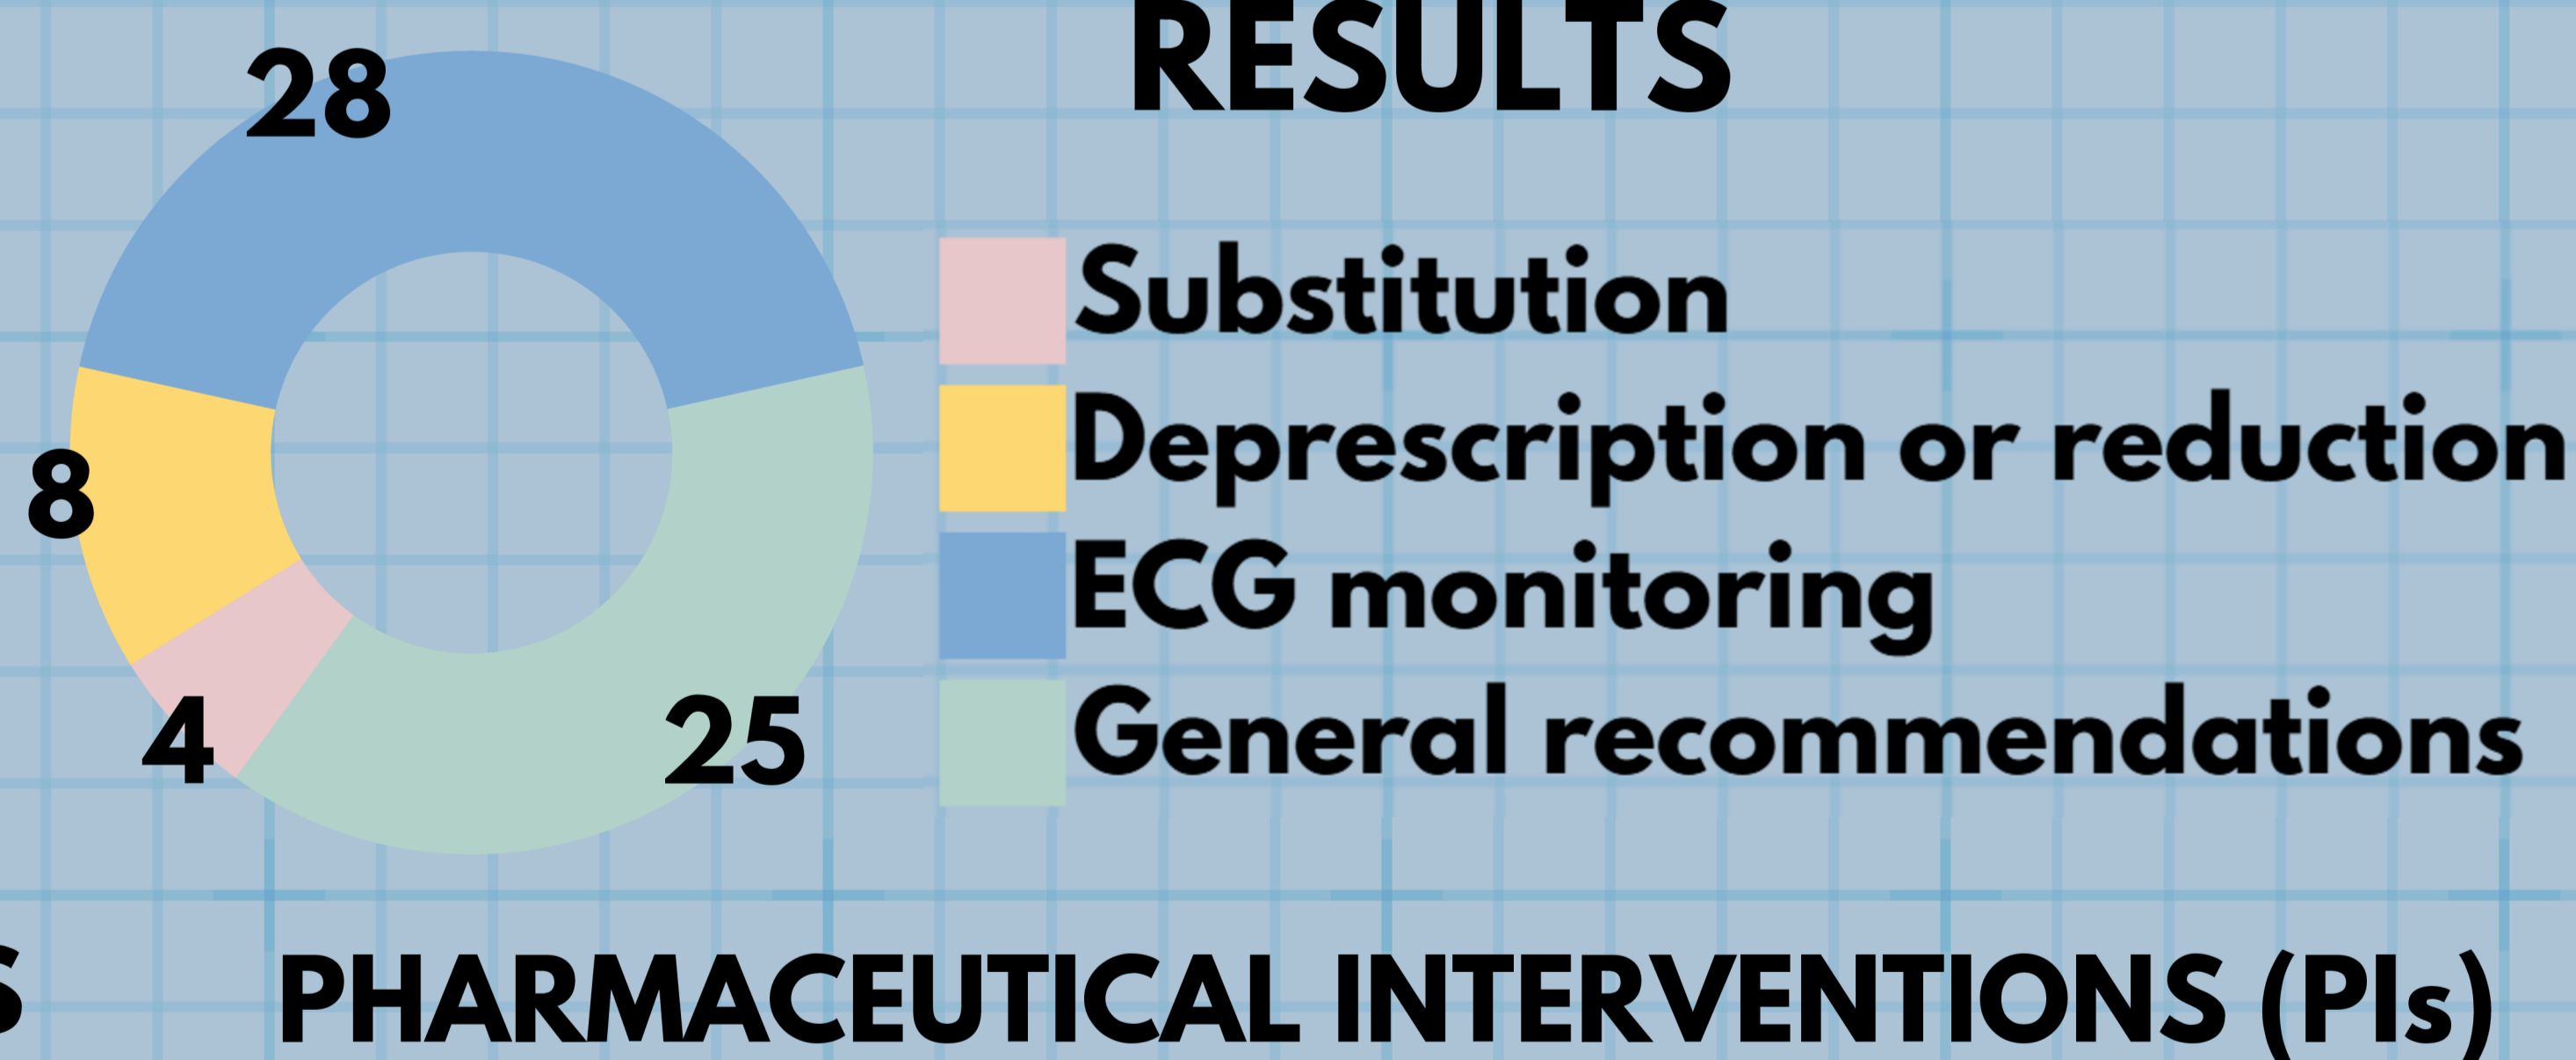 RESULTS
28
8
4
25
Substitution
Deprescription or reduction
ECG monitoring
General recommendations
PHARMACEUTICAL INTERVENTIONS (PIs)